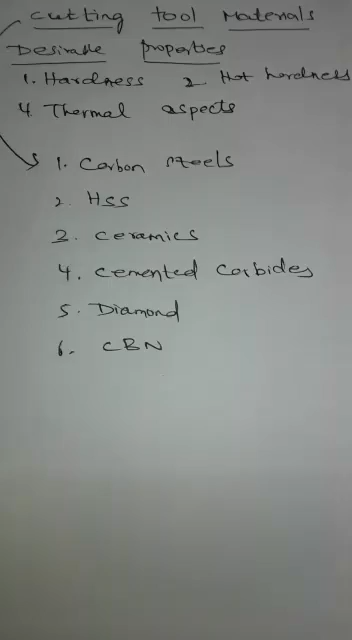 Cutting tool Materials
Desirable properties
1. Hardness 2. Hot hardness
4. Thermal aspects
1. Carbon steels
2. HSS
3. Ceramics
4. Cemented Carbides
5. Diamond
6. CBN